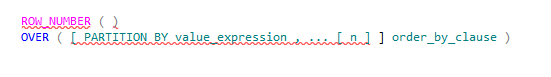 ROW_NUMBER ( )
OVER ( [ PARTITION BY value_expression , ... [ n ] ] order_by_clause )